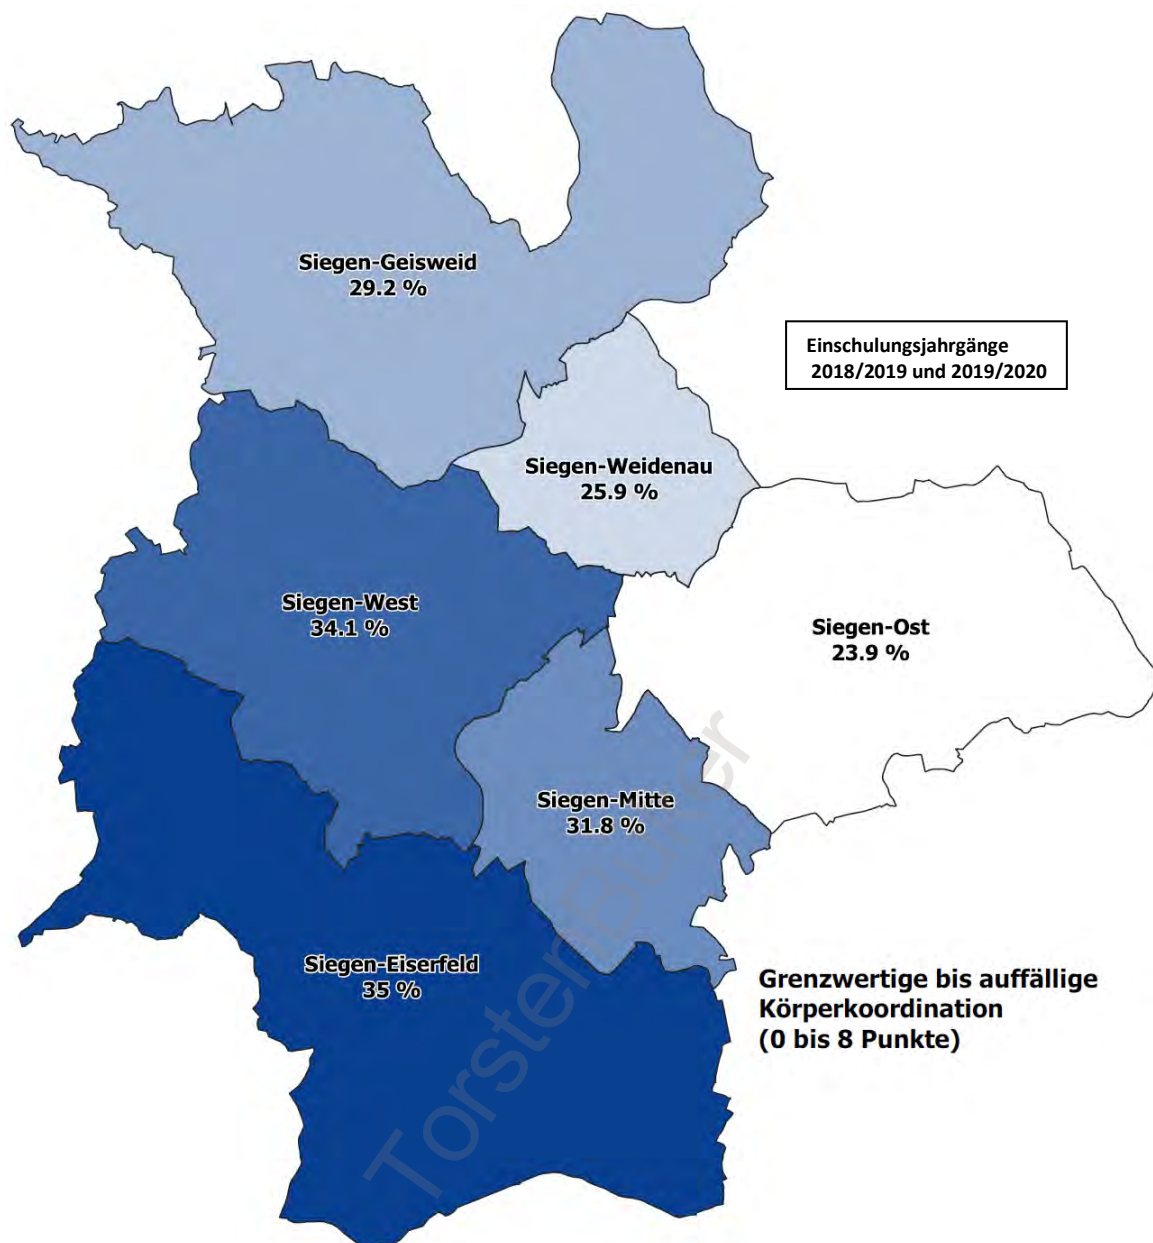 Siegen-Geisweid
29.2 %
Einschulungsjahrgänge
2018/2019 und 2019/2020
Siegen-Weidenau
25.9 %
Siegen-West
34.1 %
Siegen-Ost
23.9 %
Siegen-Mitte
31.8 %
Siegen-Eiserfeld
35 %
Grenzwertige bis auffällige
Körperkoordination
(0 bis 8 Punkte)